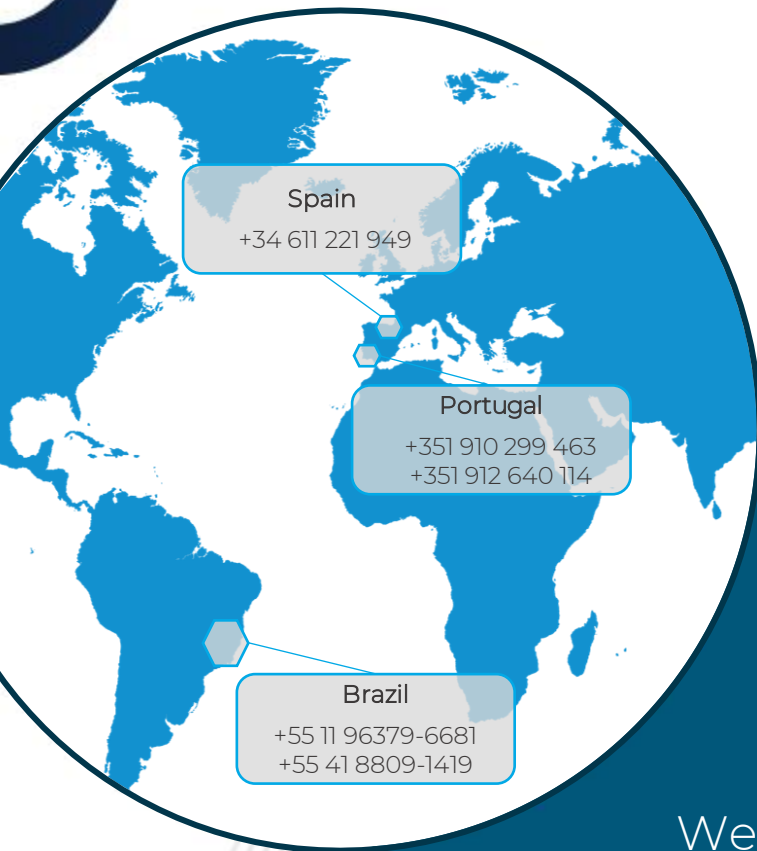 Spain
+34 611 221 949
Portugal
+351 910 299 463
+351 912 640 114
Brazil
+55 11 96379-6681
+55 41 8809-1419
We